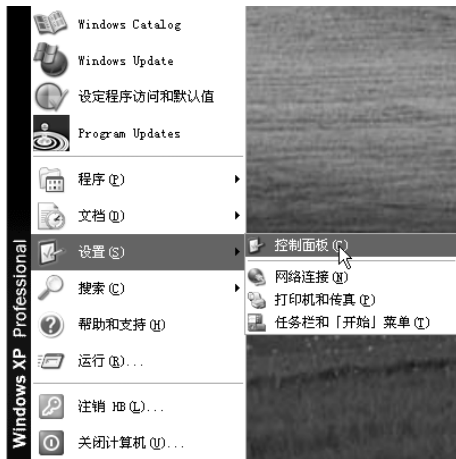 Windows Catalog
Windows Update
设定程序访问和默认值
Program Updates
程序(P)
文档(D)
设置(S)
搜索(C)
帮助和支持(H)
运行(R)...
注销 HB(L)...
关闭计算机(U)...
控制面板(C)
网络连接(N)
打印机和传真(P)
任务栏和「开始」菜单(T)
Windows XP Professional